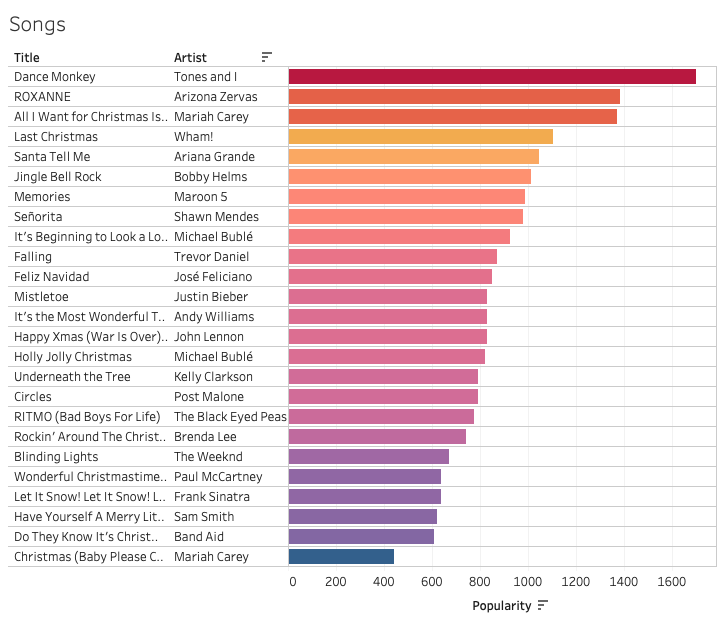 Songs
Title Artist
Dance Monkey Tones and I
ROXANNE Arizona Zervas
All I Want for Christmas Is.. Mariah Carey
Last Christmas Wham!
Santa Tell Me Ariana Grande
Jingle Bell Rock Bobby Helms
Memories Maroon 5
Señorita Shawn Mendes
It's Beginning to Look a Lo.. Michael Bublé
Falling Trevor Daniel
Feliz Navidad José Feliciano
Mistletoe Justin Bieber
It's the Most Wonderful T.. Andy Williams
Happy Xmas (War Is Over).. John Lennon
Holly Jolly Christmas Michael Bublé
Underneath the Tree Kelly Clarkson
Circles Post Malone
RITMO (Bad Boys For Life) The Black Eyed Peas
Rockin' Around The Christ.. Brenda Lee
Blinding Lights The Weeknd
Wonderful Christmastime.. Paul McCartney
Let It Snow! Let It Snow! L.. Frank Sinatra
Have Yourself A Merry Lit.. Sam Smith
Do They Know It's Christ.. Band Aid
Christmas (Baby Please C.. Mariah Carey
0 200 400 600 800 1000 1200 1400 1600
Popularity